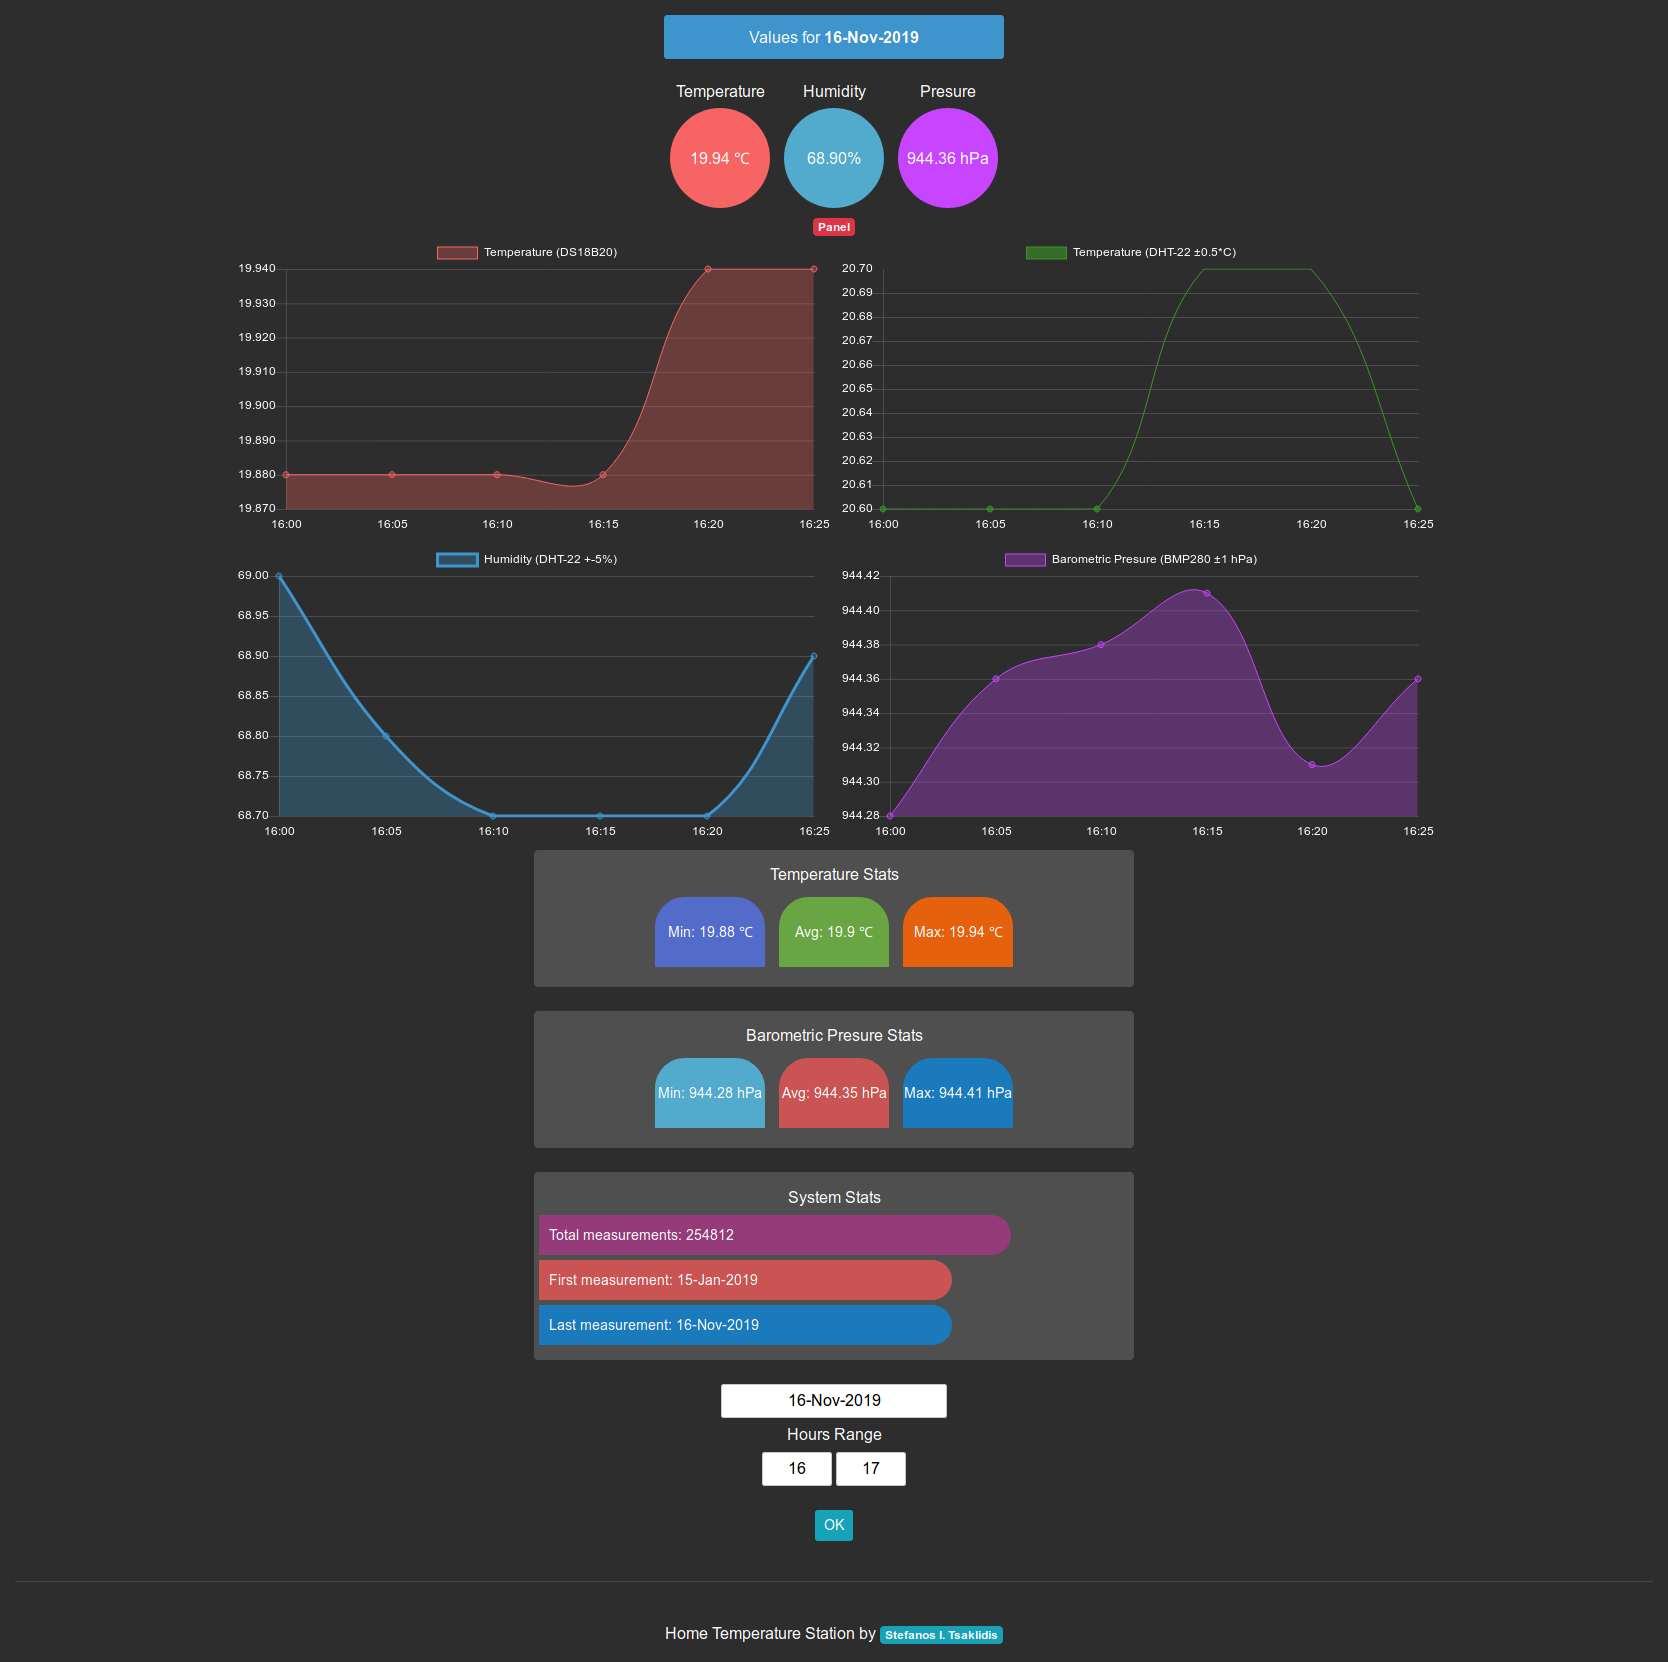 Values for 16-Nov-2019
Temperature Humidity Presure
19.94 ℃ 68.90% 944.36 hPa
Panel
Temperature (DS18B20)
19.940
19.930
19.920
19.910
19.900
19.890
19.880
19.870
16:00 16:05 16:10 16:15 16:20 16:25
Temperature (DHT-22 ±0.5*C)
20.70
20.69
20.68
20.67
20.66
20.65
20.64
20.63
20.62
20.61
20.60
16:00 16:05 16:10 16:15 16:20 16:25
Humidity (DHT-22 +-5%)
69.00
68.95
68.90
68.85
68.80
68.75
68.70
16:00 16:05 16:10 16:15 16:20 16:25
Barometric Presure (BMP280 ±1 hPa)
944.42
944.40
944.38
944.36
944.34
944.32
944.30
944.28
16:00 16:05 16:10 16:15 16:20 16:25
Temperature Stats
Min: 19.88 ℃ Avg: 19.9 ℃ Max: 19.94 ℃
Barometric Presure Stats
Min: 944.28 hPa Avg: 944.35 hPa Max: 944.41 hPa
System Stats
Total measurements: 254812
First measurement: 15-Jan-2019
Last measurement: 16-Nov-2019
16-Nov-2019
Hours Range
16 17
OK
Home Temperature Station by Stefanos I. Tsaklidis